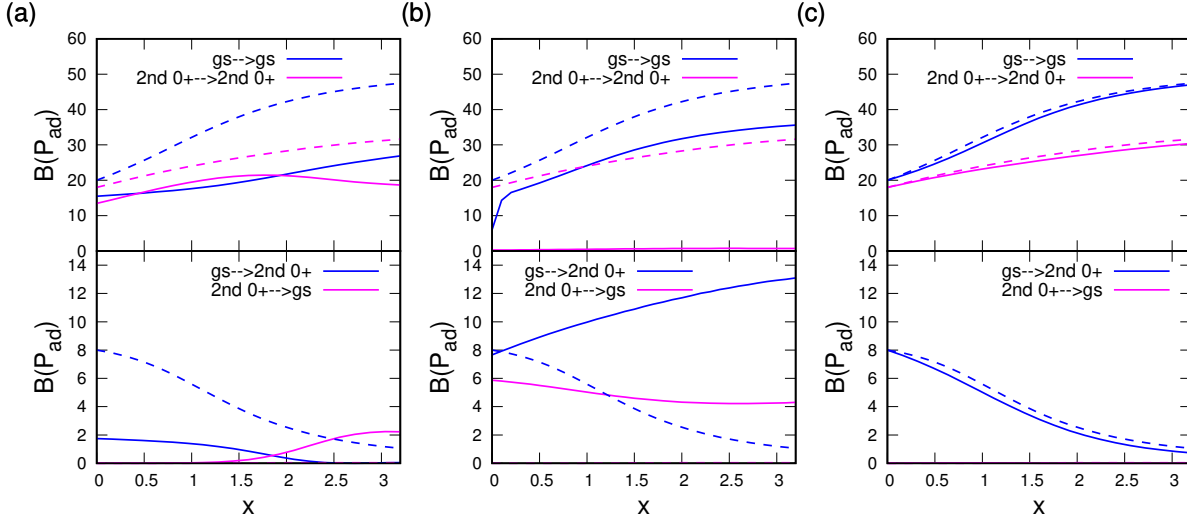 (a)
60
50
40
30
20
10
0
B(P_ad)
gs-->gs
2nd 0+-->2nd 0+
14
12
10
8
6
4
2
0
B(P_ad)
gs-->2nd 0+
2nd 0+-->gs
0 0.5 1 1.5 2 2.5 3
x
(b)
60
50
40
30
20
10
0
B(P_ad)
gs-->gs
2nd 0+-->2nd 0+
14
12
10
8
6
4
2
0
B(P_ad)
gs-->2nd 0+
2nd 0+-->gs
0 0.5 1 1.5 2 2.5 3
x
(c)
60
50
40
30
20
10
0
B(P_ad)
gs-->gs
2nd 0+-->2nd 0+
14
12
10
8
6
4
2
0
B(P_ad)
gs-->2nd 0+
2nd 0+-->gs
0 0.5 1 1.5 2 2.5 3
x